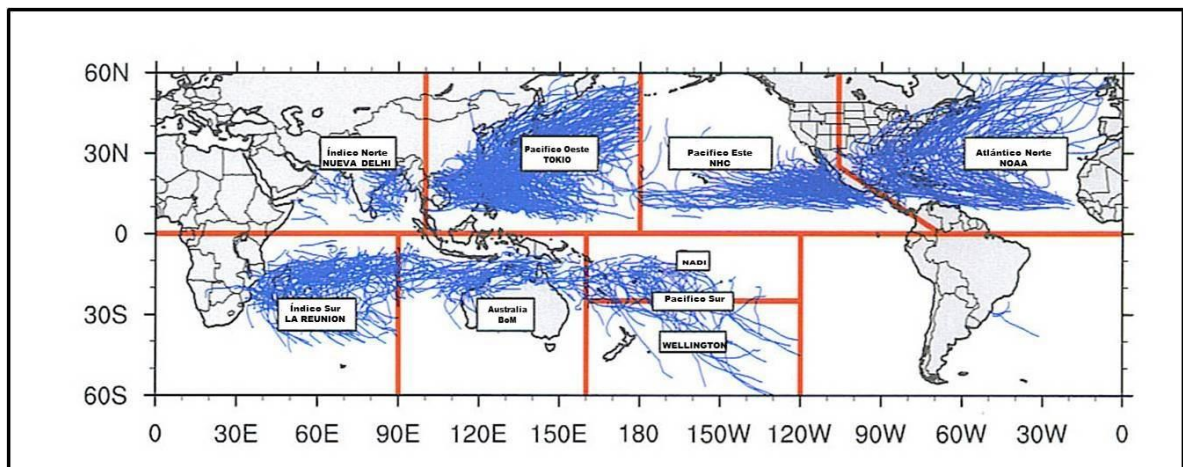 60N
30N
0
30S
60S
Índico Norte
NUEVA DELHI
Pacífico Oeste
TOKIO
Pacífico Este
NHC
Atlántico Norte
NOAA
Índico Sur
LA REUNION
Australia
BoM
NADI
Pacífico Sur
WELLINGTON
0 30E 60E 90E 120E 150E 180 150W 120W 90W 60W 30W 0